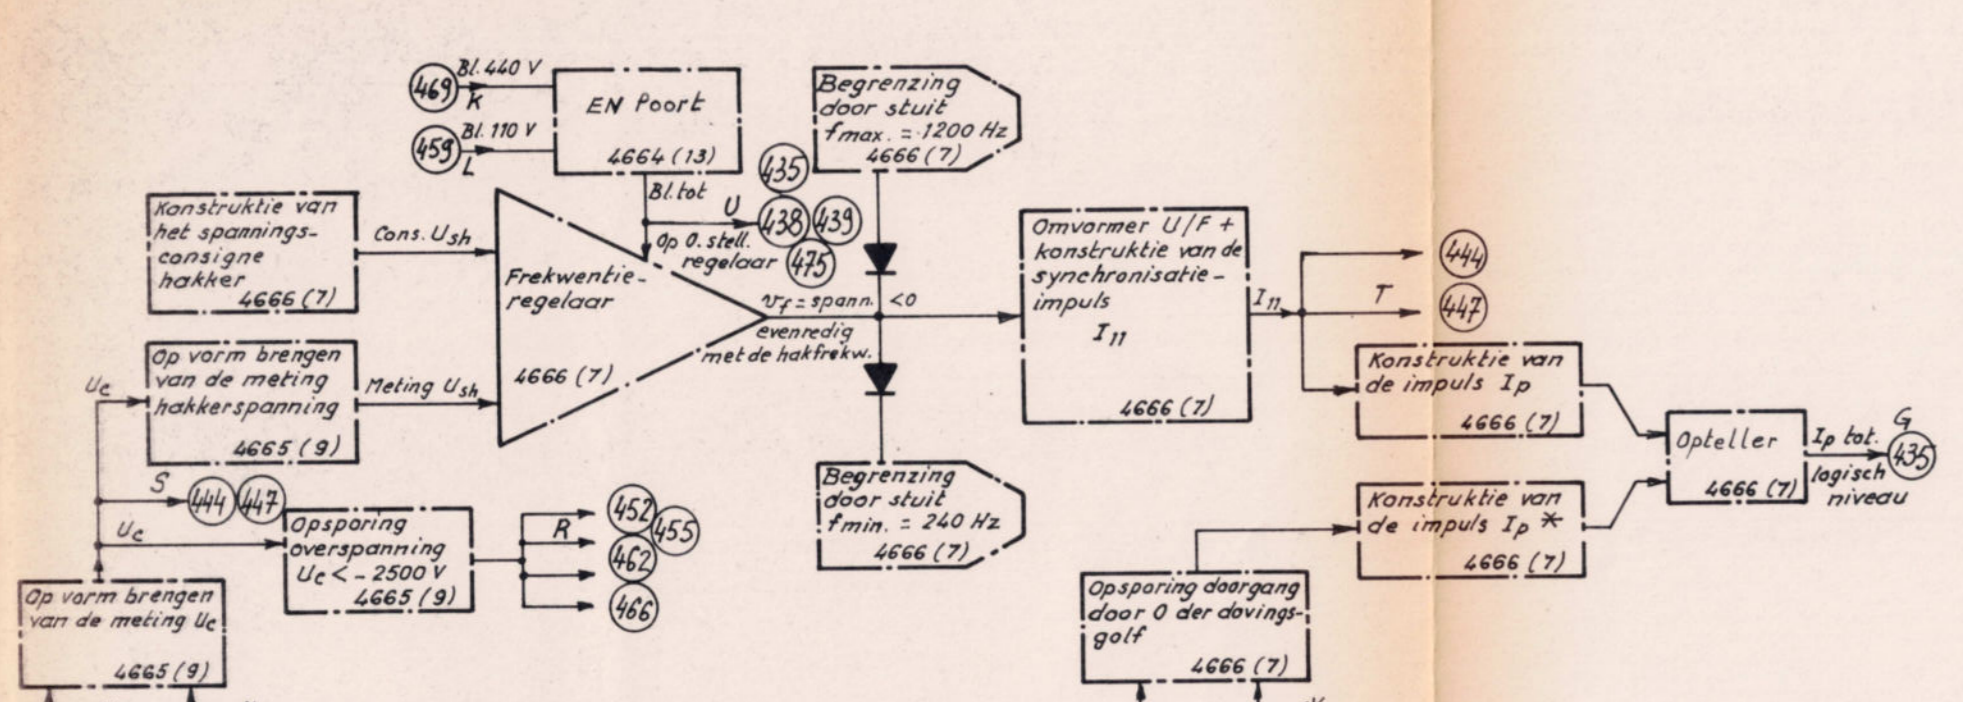 Bl. 440 V
469
K
Bl. 110 V
459
L
EN Poort
4664 (13)
Bl. tot
U
435
438
439
475
Op O. stell.
regelaar
Begrenzing
door stuit
fmax. = 1200 Hz
4666 (7)
Konstruktie van
het spannings-
consigne
hakker
4666 (7)
Cons. Ush
Frekwentie-
regelaar
4666 (7)
vf = spann. <0
evenredig
met de hakfrekw.
Omvormer U/F +
konstruktie van de
synchronisatie-
impuls
I11
4666 (7)
I11
444
T
447
Uc
Op vorm brengen
van de meting
hakkerspanning
4665 (9)
Meting Ush
Konstruktie van
de impuls Ip
4666 (7)
Opteller
4666 (7)
Ip tot.
G
435
logisch
niveau
S
444
447
Uc
Opsporing
overspanning
Uc < - 2500 V
4665 (9)
R
452
455
462
466
Begrenzing
door stuit
fmin. = 240 Hz
4666 (7)
Konstruktie van
de impuls Ip *
4666 (7)
Op vorm brengen
van de meting Uc
4665 (9)
Opsporing doorgang
door O der dovings-
golf
4666 (7)